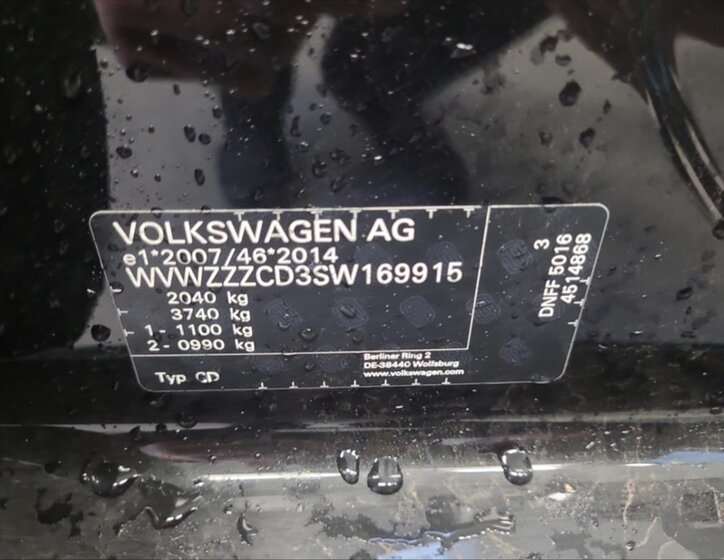 VOLKSWAGEN AG
e1*2007/46*2014
WVWZZZCD3SW169915
2040 kg
3740 kg
1 - 1100 kg
2 - 0990 kg
Typ CD
Berliner Ring 2
DE-38440 Wolfsburg
www.volkswagen.com
3
DNFF 5016
4514868